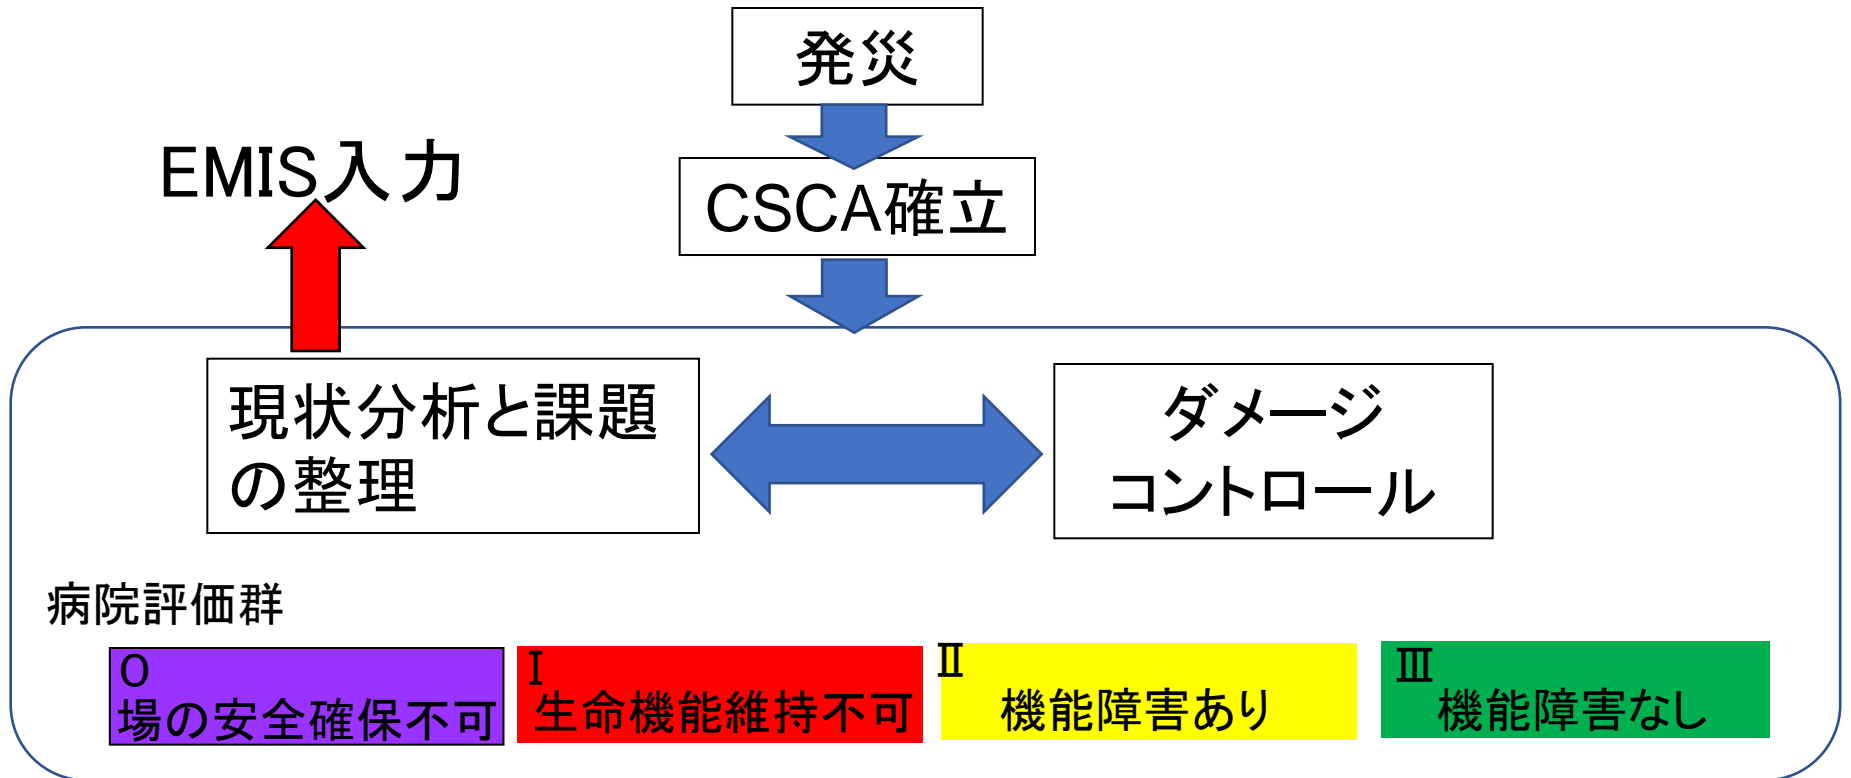 発災
EMIS入力
CSCA確立
現状分析と課題
の整理
ダメージ
コントロール
病院評価群
0
場の安全確保不可
Ⅰ
生命機能維持不可
Ⅱ
機能障害あり
Ⅲ
機能障害なし